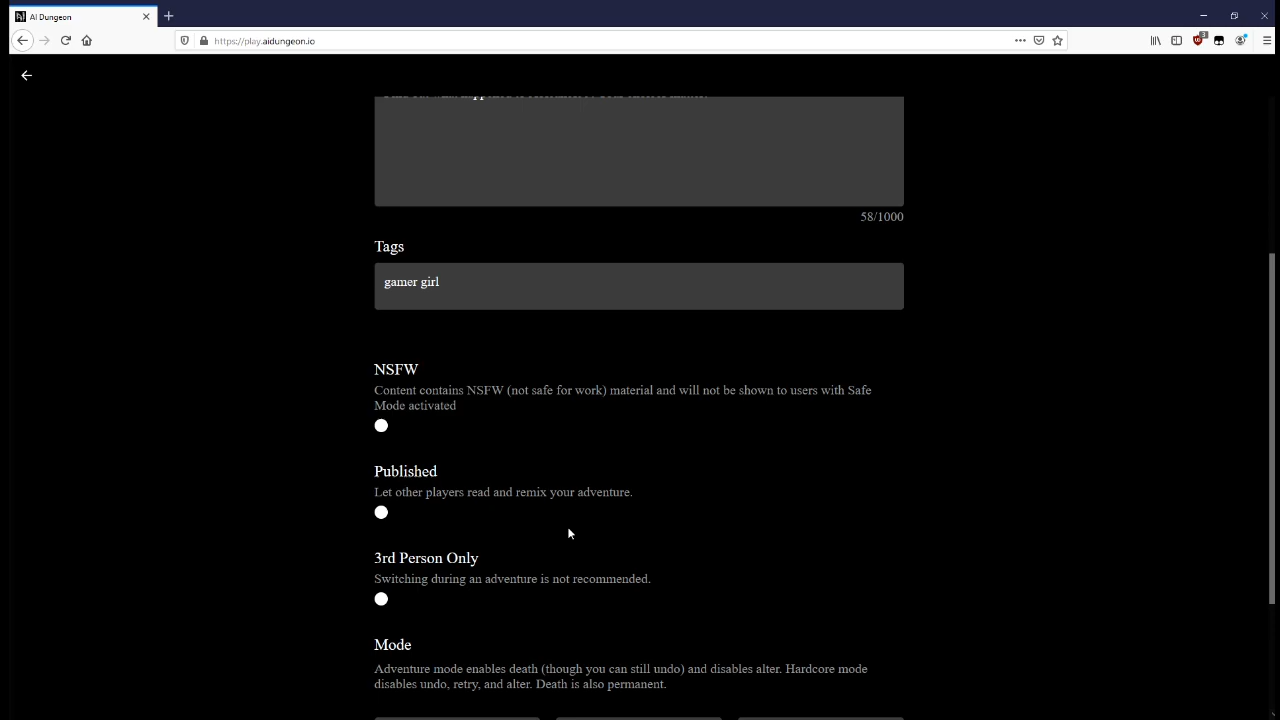 AI Dungeon
https://play.aidungeon.io
3
58/1000
Tags
gamer girl
NSFW
Content contains NSFW (not safe for work) material and will not be shown to users with Safe
Mode activated
Published
Let other players read and remix your adventure.
3rd Person Only
Switching during an adventure is not recommended.
Mode
Adventure mode enables death (though you can still undo) and disables alter. Hardcore mode
disables undo, retry, and alter. Death is also permanent.